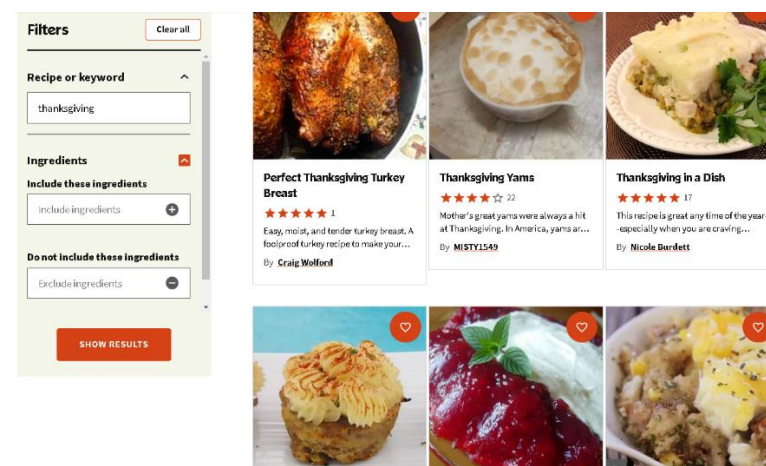 Filters
Clear all
Recipe or keyword
thanksgiving
Ingredients
Include these ingredients
Include ingredients
Do not include these ingredients
Exclude ingredients
SHOW RESULTS
Perfect Thanksgiving Turkey
Breast
1
Easy, moist, and tender turkey breast. A
foolproof turkey recipe to make your...
By Craig Wolford
Thanksgiving Yams
22
Mother's great yams were always a hit
at Thanksgiving. In America, yams ar...
By MISTY1549
Thanksgiving in a Dish
17
This recipe is great any time of the year-
-especially when you are craving...
By Nicole Burdett